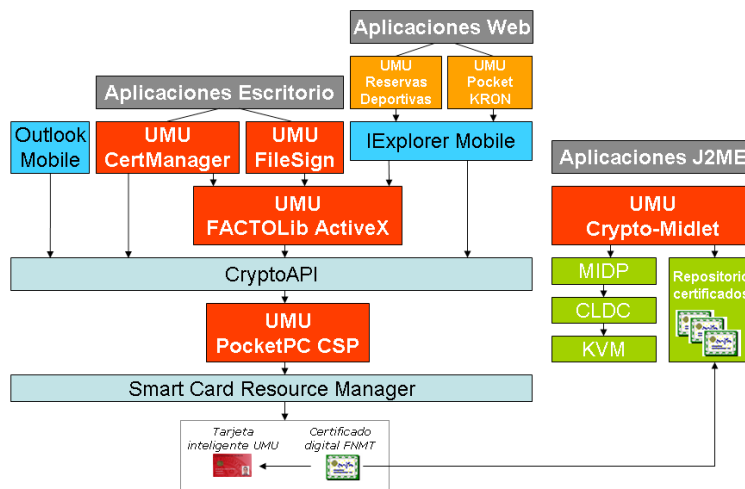 Aplicaciones Web
UMU
Reservas
Deportivas
UMU
Pocket
KRON
Aplicaciones Escritorio
Outlook
Mobile
UMU
CertManager
UMU
FileSign
IExplorer Mobile
Aplicaciones J2ME
UMU
FACTOLib ActiveX
UMU
Crypto-Midlet
CryptoAPI
MIDP
CLDC
KVM
Repositorio
certificados
UMU
PocketPC CSP
Smart Card Resource Manager
Tarjeta
inteligente UMU
Certificado
digital FNMT